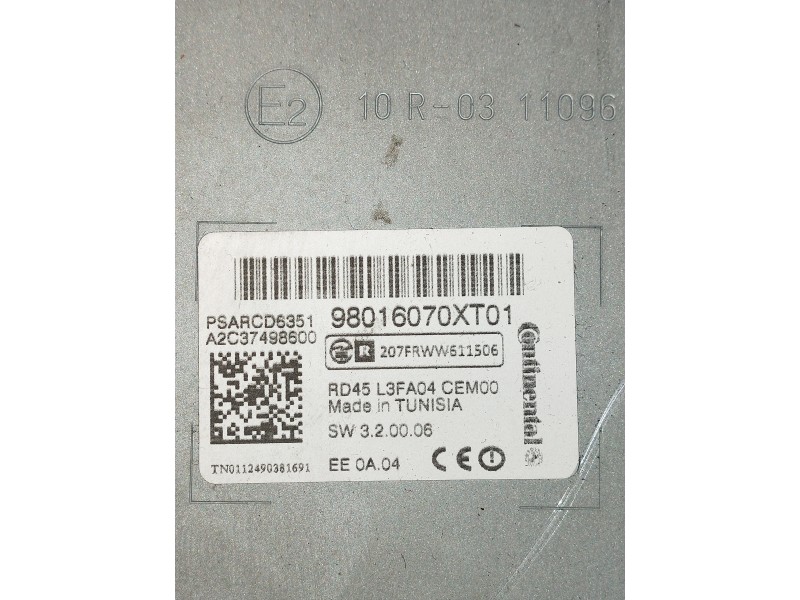 E2 10 R-03 11096
PSARCD6351 98016070XT01
A2C37498600
R 207FRWW611506
RD45 L3FA04 CEM00
Made in TUNISIA
SW 3.2.00.06
TN0112490381691 EE 0A.04 CE
Continental